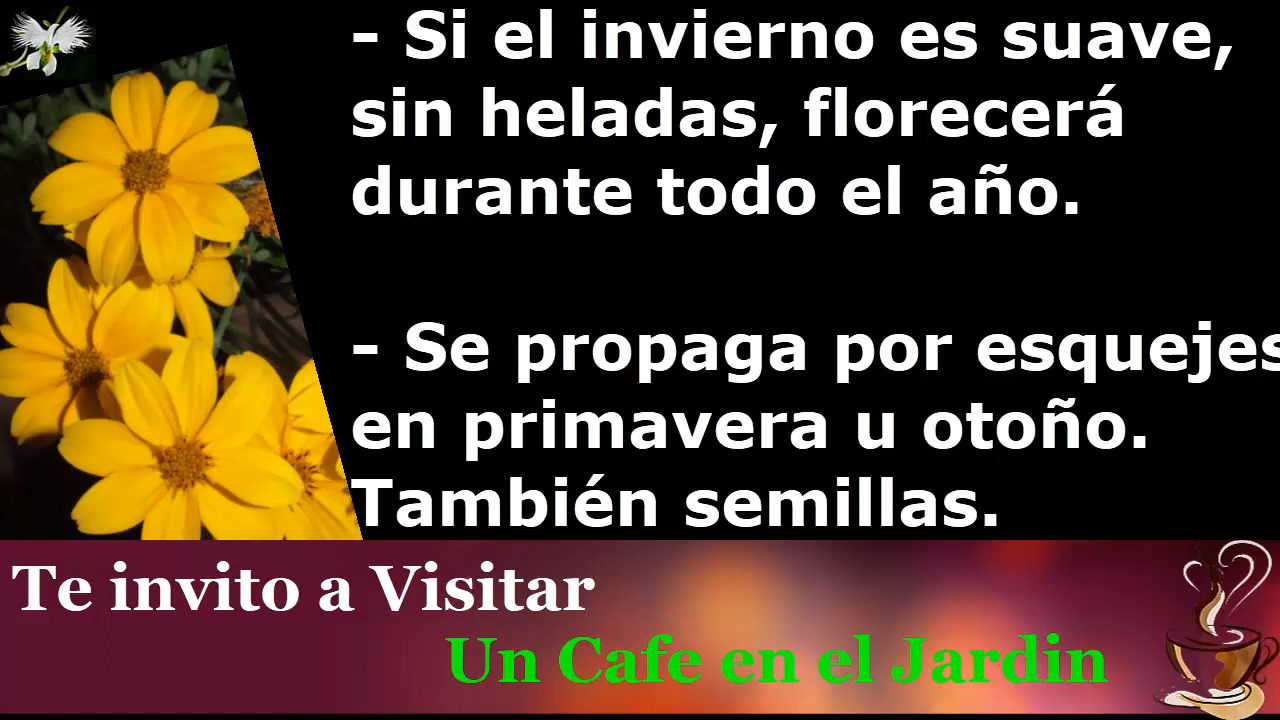 - Si el invierno es suave,
sin heladas, florecerá
durante todo el año.
- Se propaga por esquejes
en primavera u otoño.
También semillas.
Te invito a Visitar
Un Cafe en el Jardin